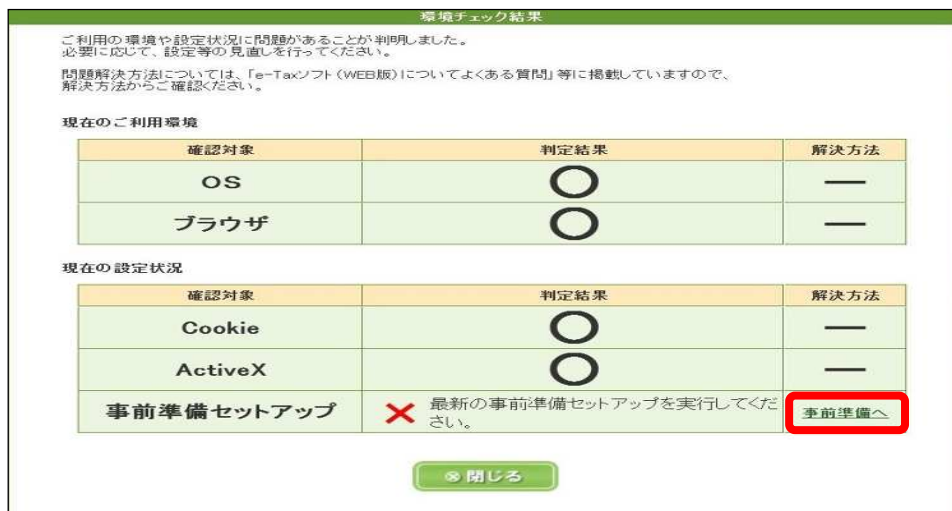 環境チェック結果
ご利用の環境や設定状況に問題があることが判明しました。
必要に応じて、設定等の見直しを行ってください。
問題解決方法については、「e-Taxソフト(WEB版)についてよくある質問」等に掲載していますので、
解決方法からご確認ください。
現在のご利用環境
確認対象 判定結果 解決方法
OS ○ ―
ブラウザ ○ ―
現在の設定状況
確認対象 判定結果 解決方法
Cookie ○ ―
ActiveX ○ ―
事前準備セットアップ × 最新の事前準備セットアップを実行してくだ 事前準備へ
さい。
⊗閉じる